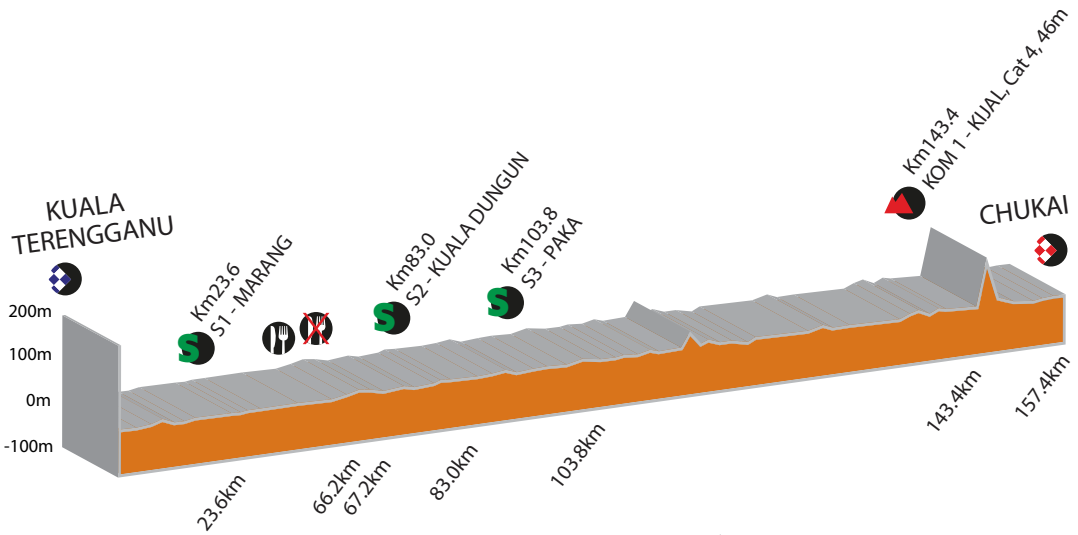 KUALA
TERENGGANU
200m
100m
0m
-100m
Km23.6
S1 - MARANG
Km83.0
S2 - KUALA DUNGUN
Km103.8
S3 - PAKA
Km143.4
KOM 1 - KIJAL, Cat 4, 46m
CHUKAI
23.6km
66.2km
67.2km
83.0km
103.8km
143.4km
157.4km
S
S
S